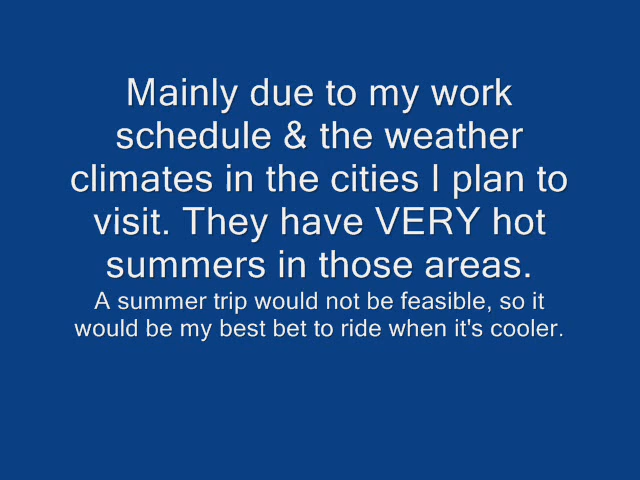 Mainly due to my work
schedule & the weather
climates in the cities I plan to
visit. They have VERY hot
summers in those areas.
A summer trip would not be feasible, so it
would be my best bet to ride when it's cooler.